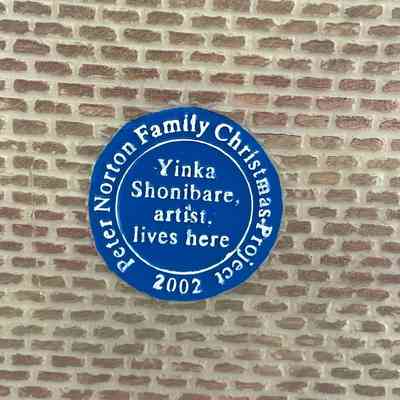 Peter Norton Family Christmas Project
Yinka
Shonibare,
artist.
lives here
2002